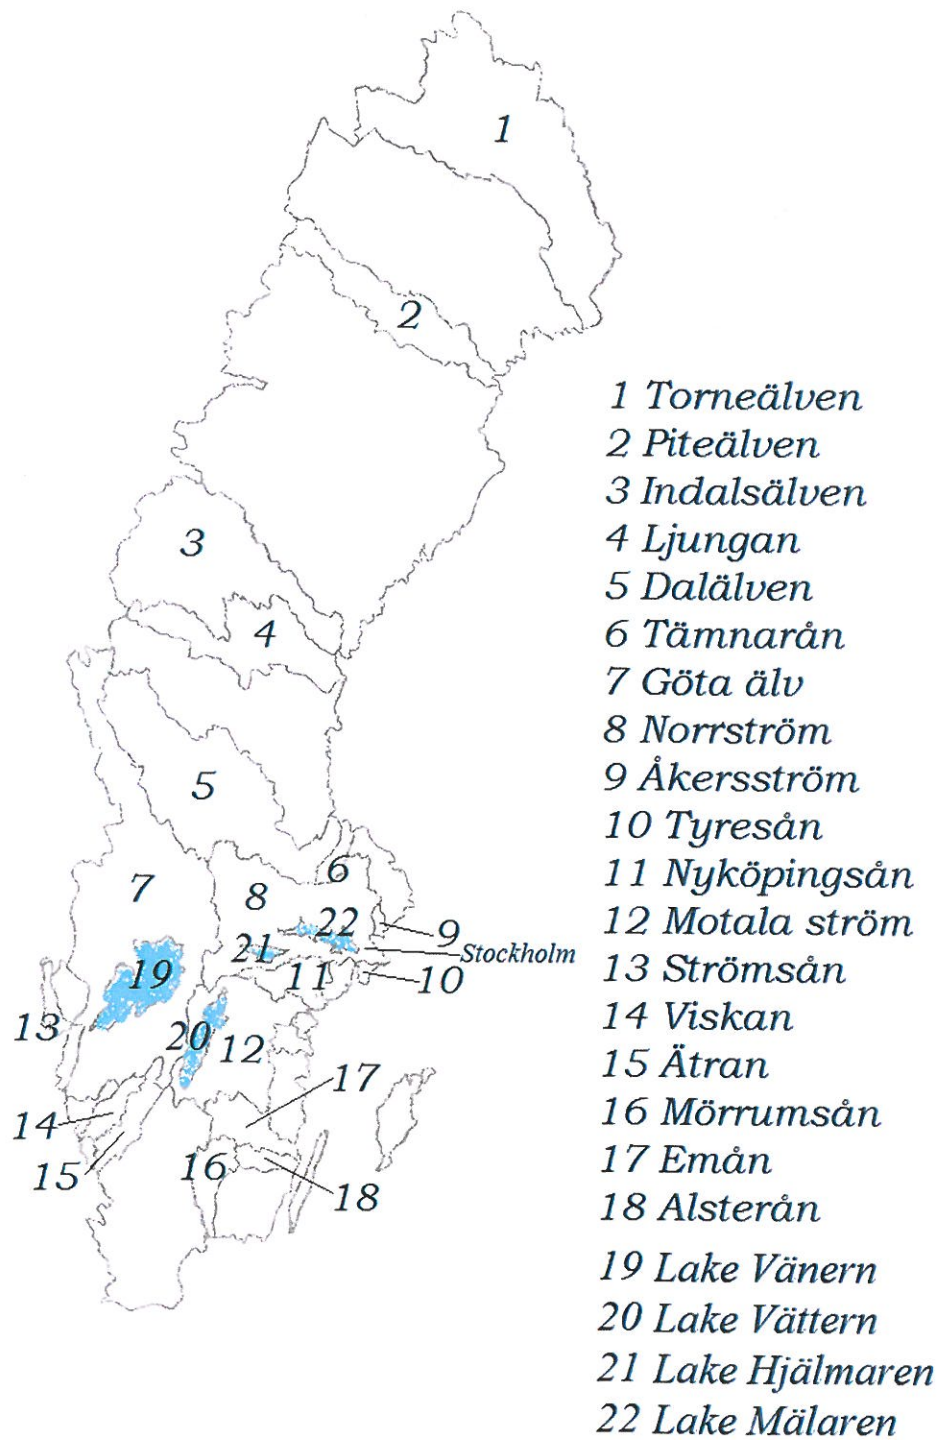 1
2
3
4
5
6
7
8
22
9
21
Stockholm
19
11
10
13
20
12
17
14
15
16
18
1 Torneälven
2 Piteälven
3 Indalsälven
4 Ljungan
5 Dalälven
6 Tämnarån
7 Göta älv
8 Norrström
9 Åkersström
10 Tyresån
11 Nyköpingsån
12 Motala ström
13 Strömsån
14 Viskan
15 Ätran
16 Mörrumsån
17 Emån
18 Alsterån
19 Lake Vänern
20 Lake Vättern
21 Lake Hjälmaren
22 Lake Mälaren